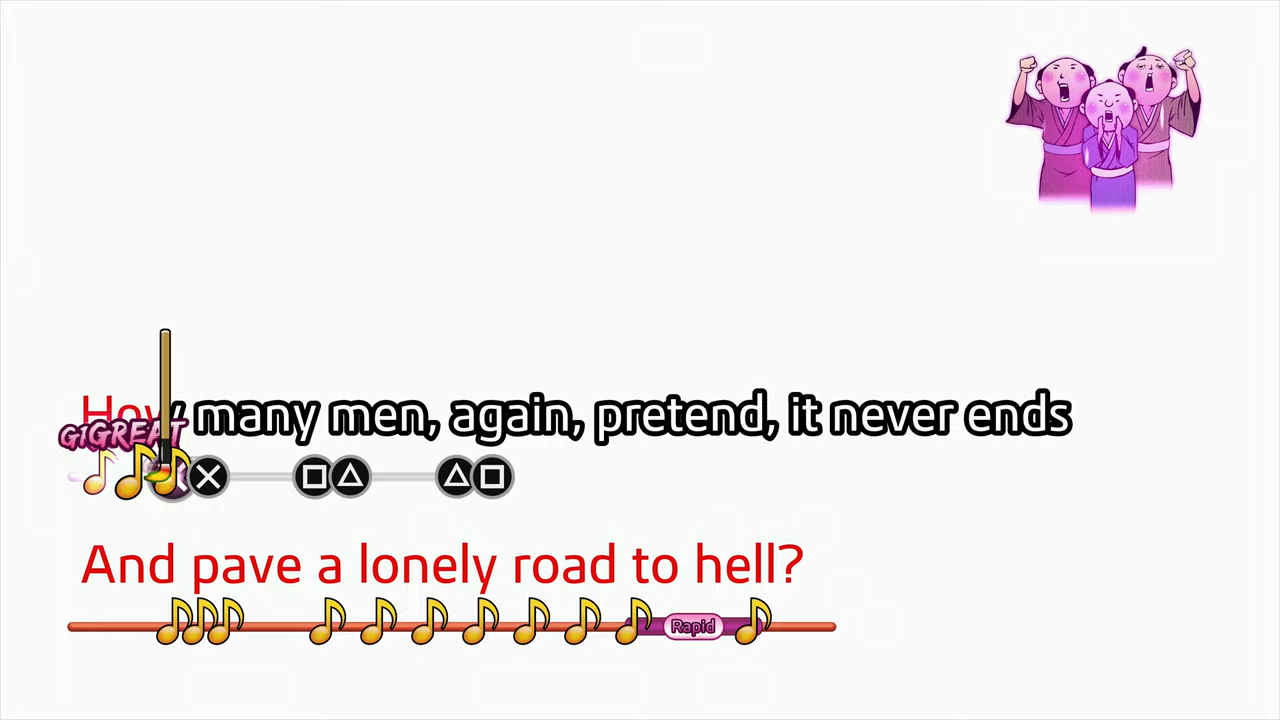 How many men, again, pretend, it never ends
GIGREAT
And pave a lonely road to hell?
Rapid